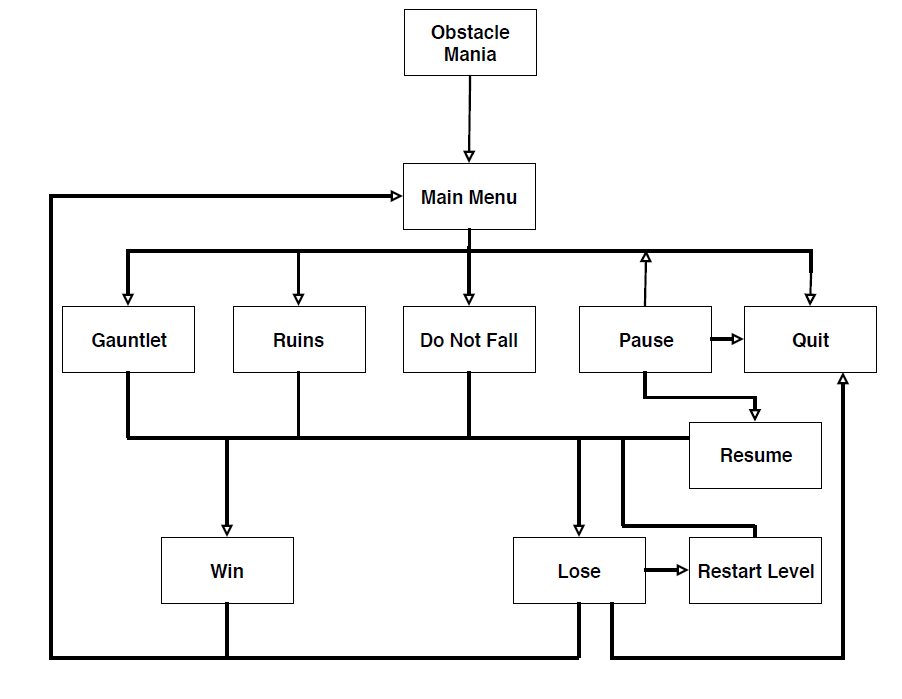 Obstacle
Mania
Main Menu
Gauntlet
Ruins
Do Not Fall
Pause
Quit
Resume
Win
Lose
Restart Level